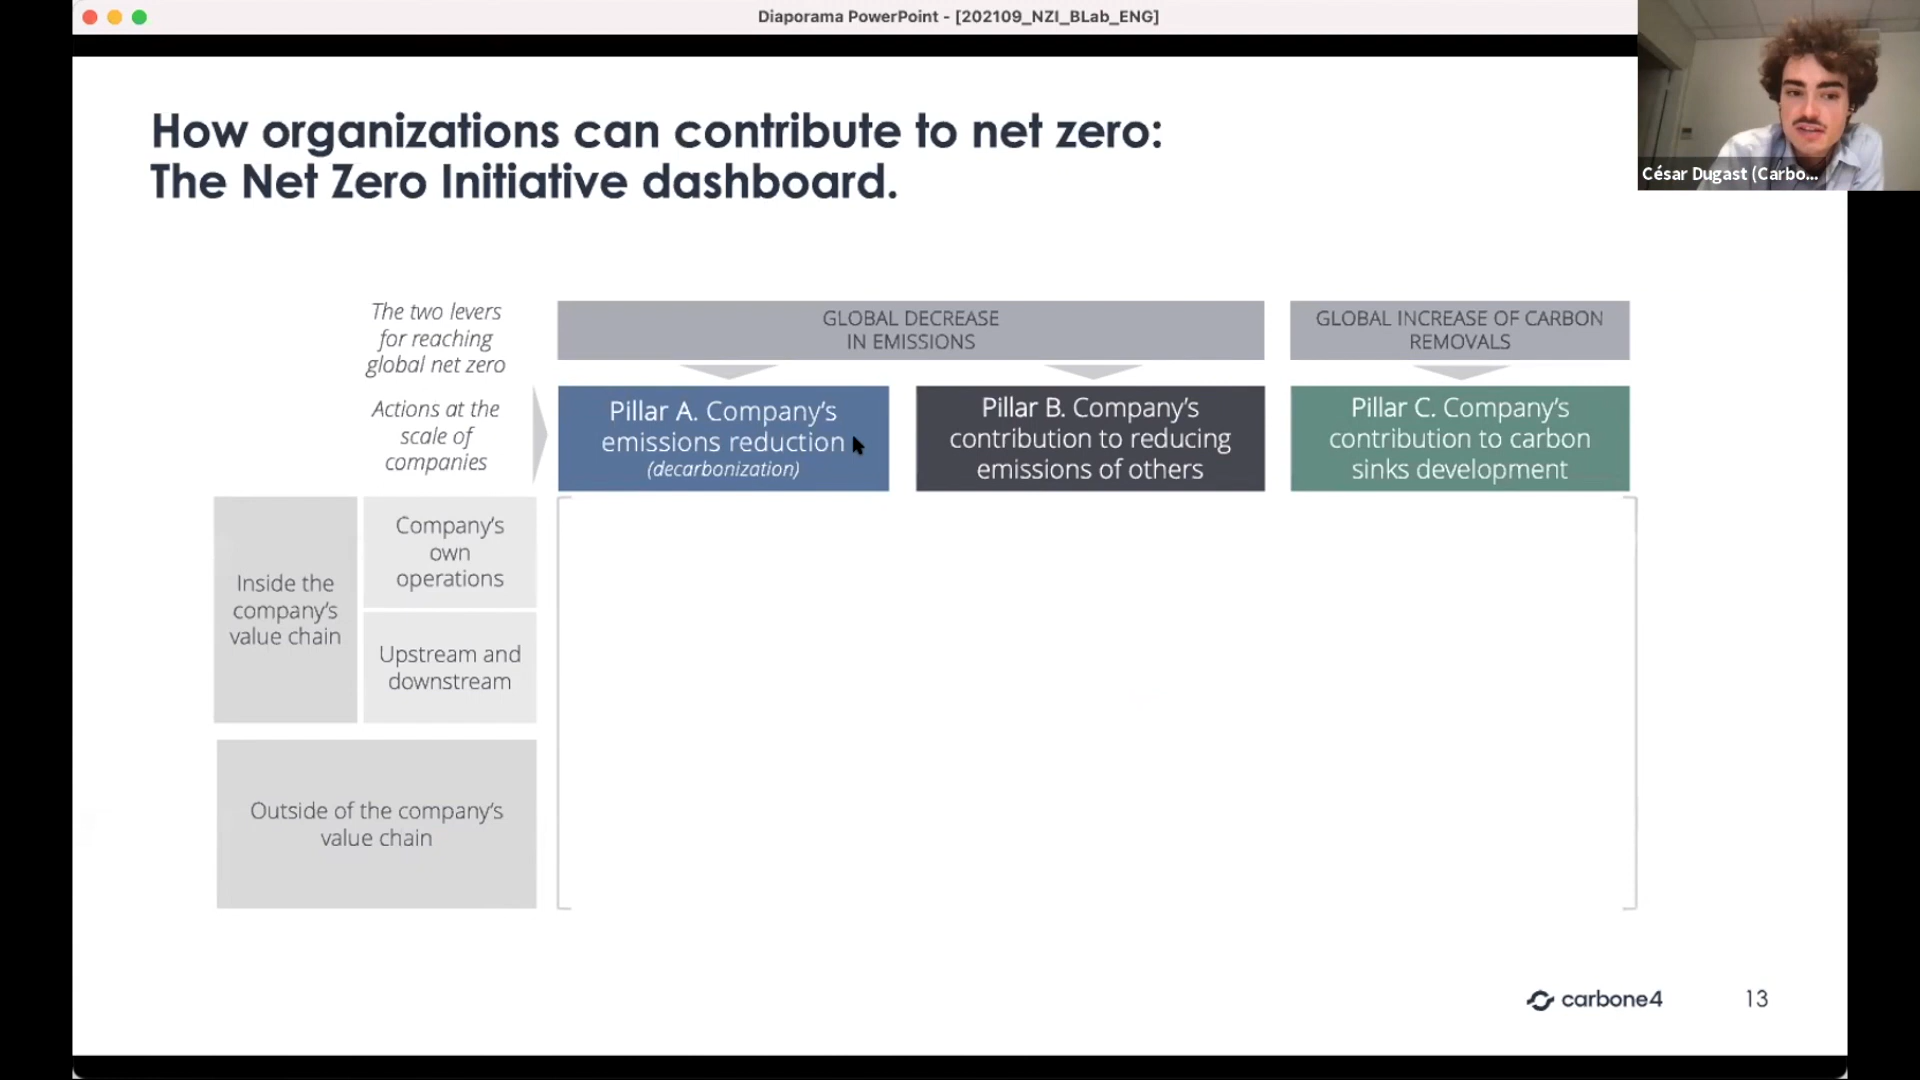 Diaporama PowerPoint - [202109_NZI_BLab_ENG]
César Dugast (Carbo...
How organizations can contribute to net zero:
The Net Zero Initiative dashboard.
The two levers
for reaching
global net zero
GLOBAL DECREASE
IN EMISSIONS
GLOBAL INCREASE OF CARBON
REMOVALS
Actions at the
scale of
companies
Pillar A. Company's
emissions reduction
(decarbonization)
Pillar B. Company's
contribution to reducing
emissions of others
Pillar C. Company's
contribution to carbon
sinks development
Inside the
company's
value chain
Company's
own
operations
Upstream and
downstream
Outside of the company's
value chain
carbone4
13